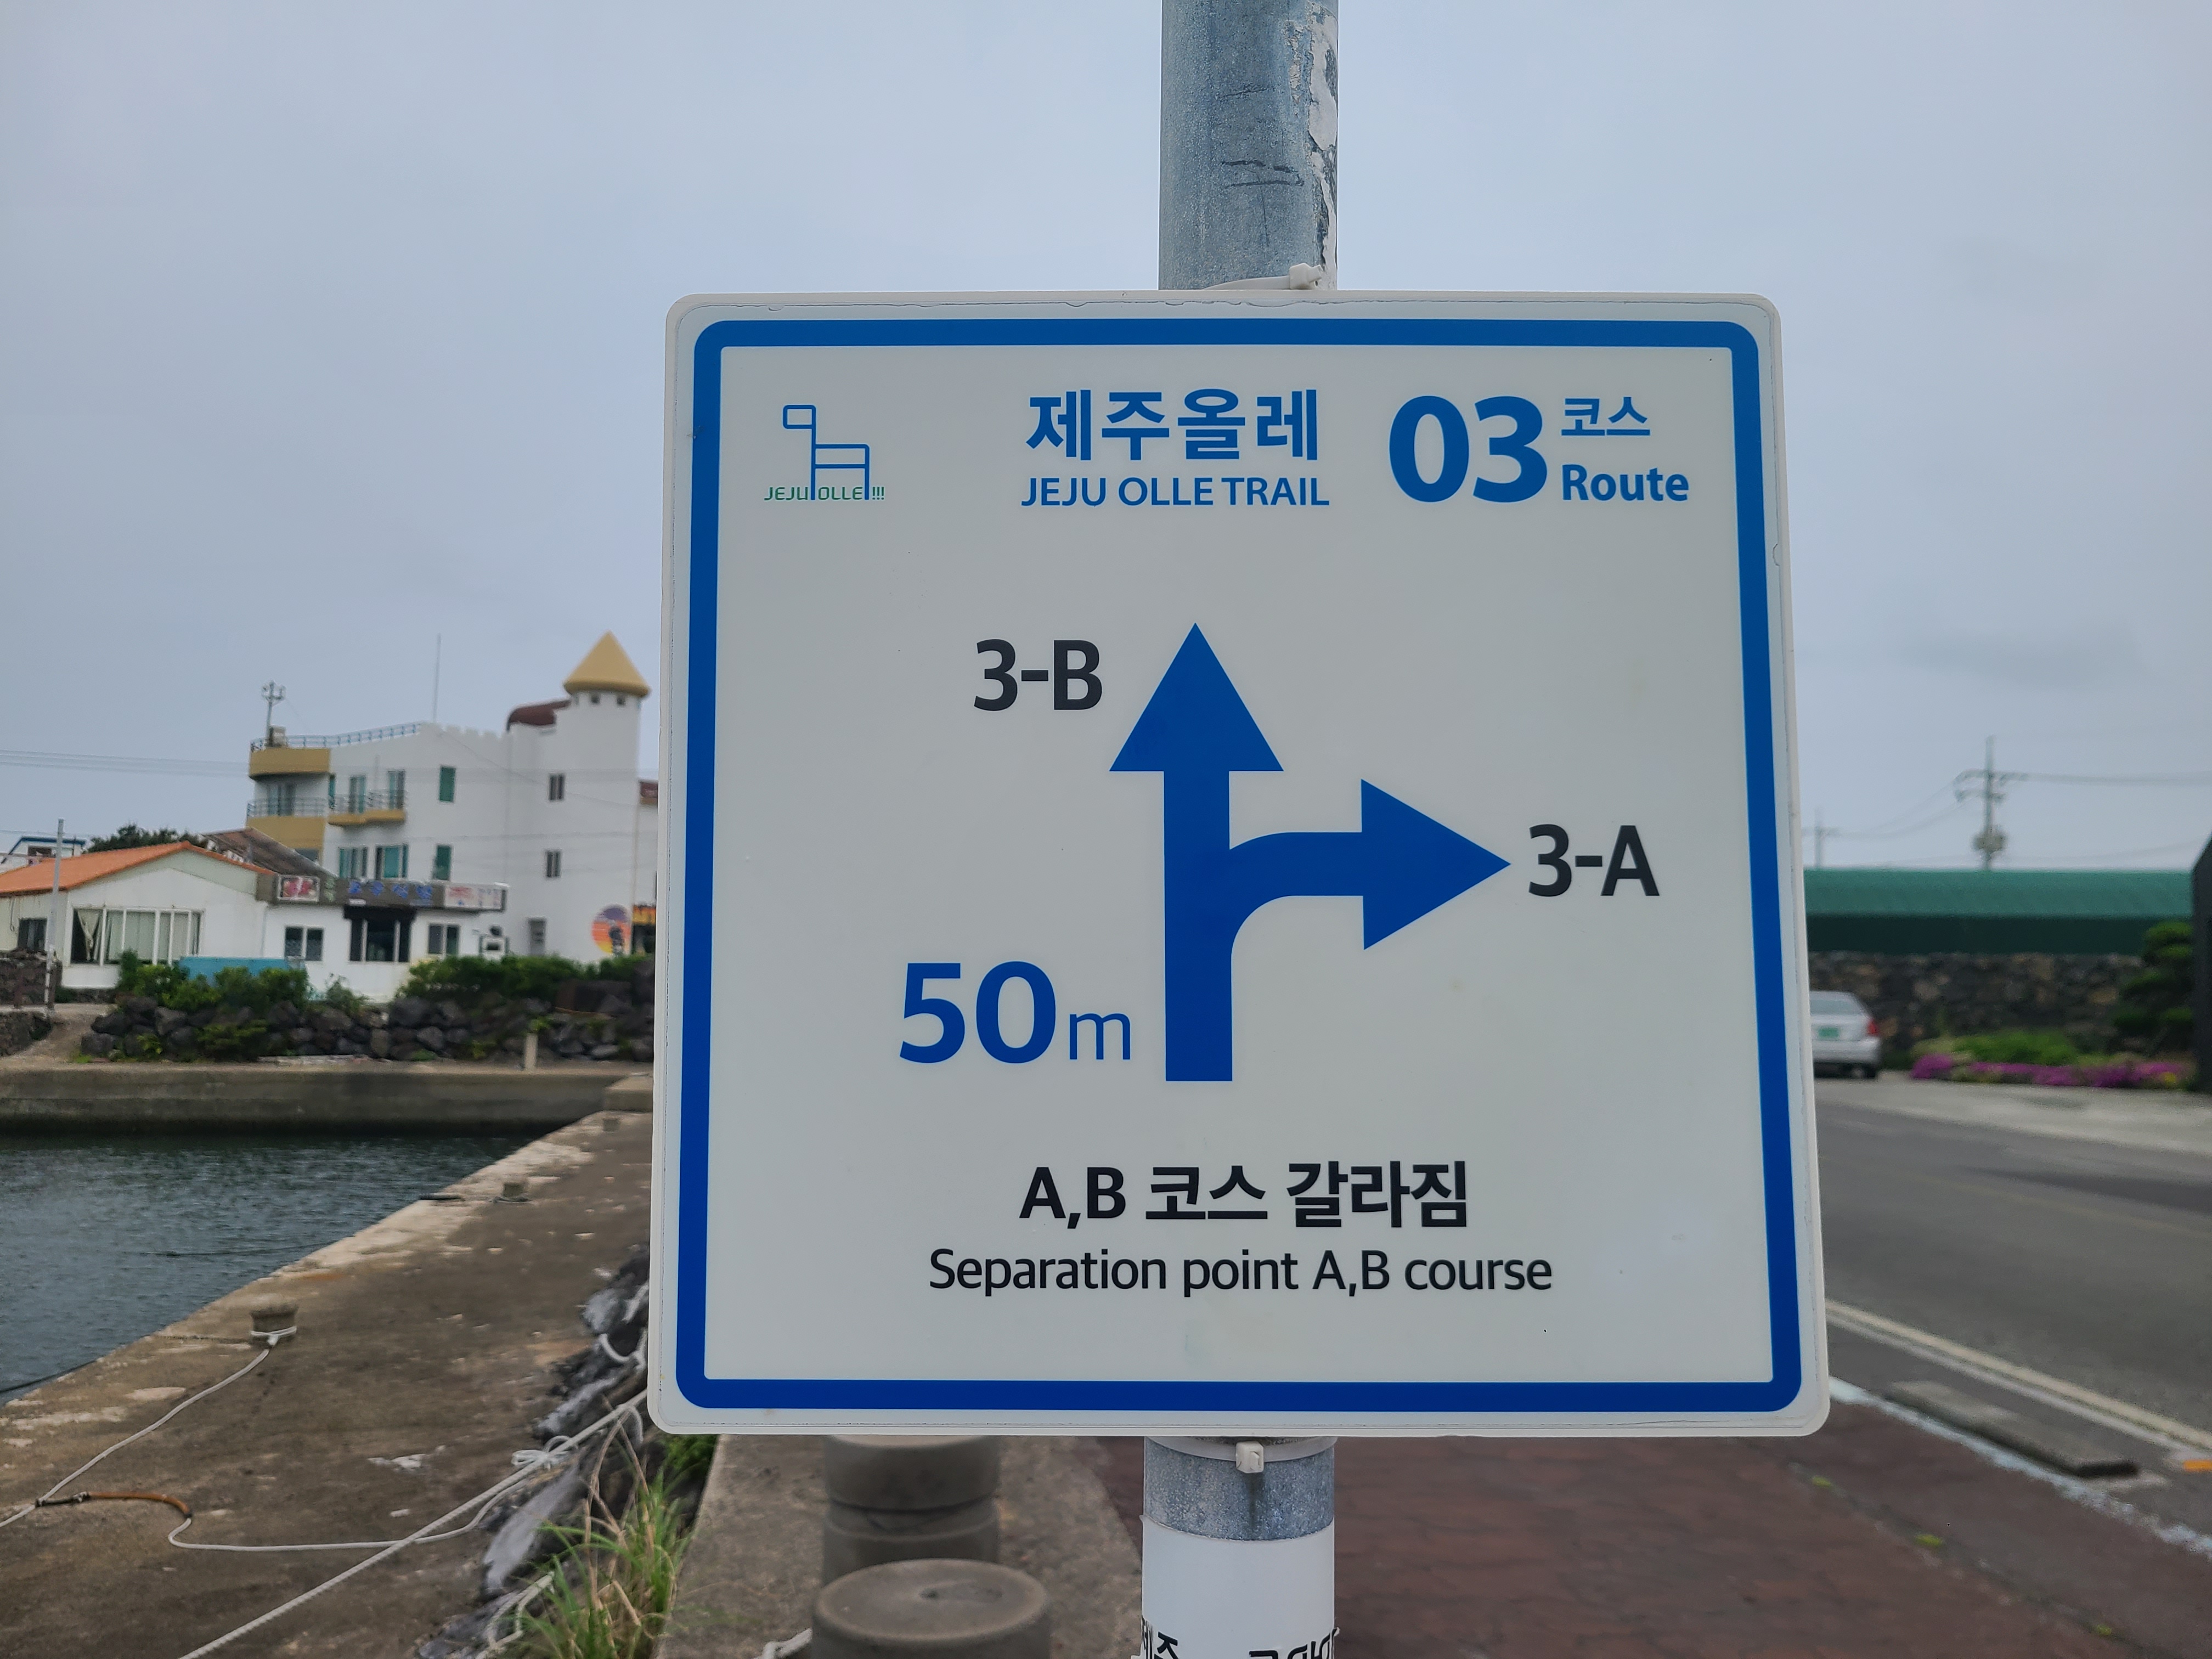 JEJU OLLE !!!
제주올레
JEJU OLLE TRAIL
03 코스
Route
3-B
3-A
50m
A,B 코스 갈라짐
Separation point A,B course